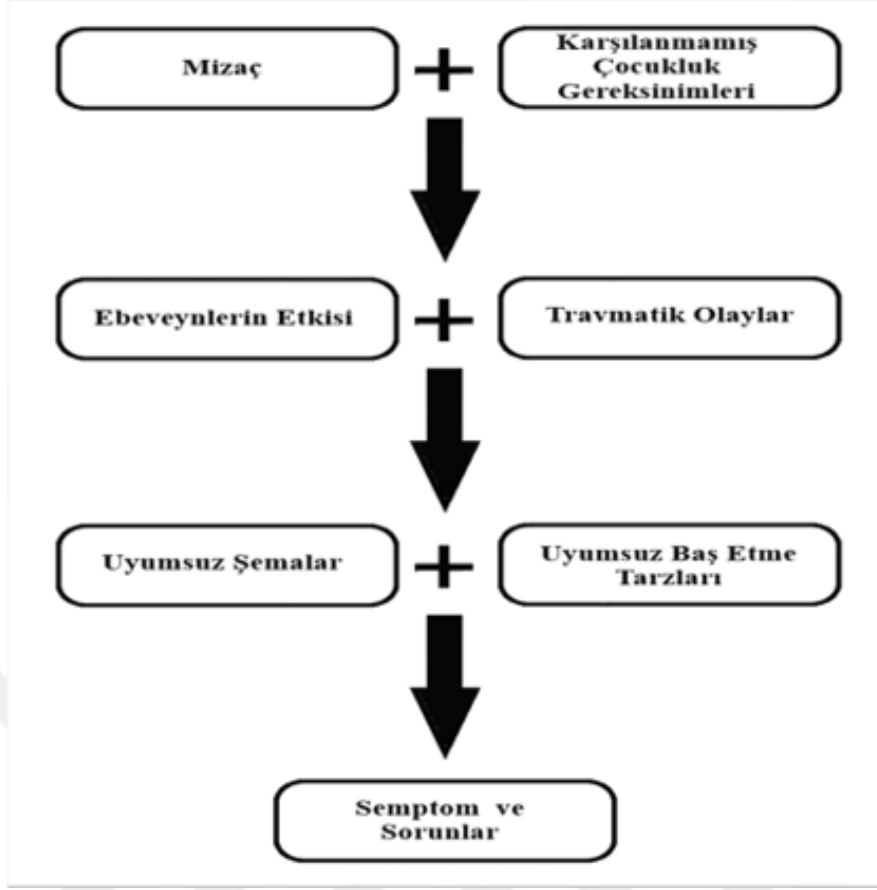 Mizaç
+
Karşılanmamış
Çocukluk
Gereksinimleri
Ebeveynlerin Etkisi
+
Travmatik Olaylar
Uyumsuz Şemalar
+
Uyumsuz Baş Etme
Tarzları
Semptom ve
Sorunlar